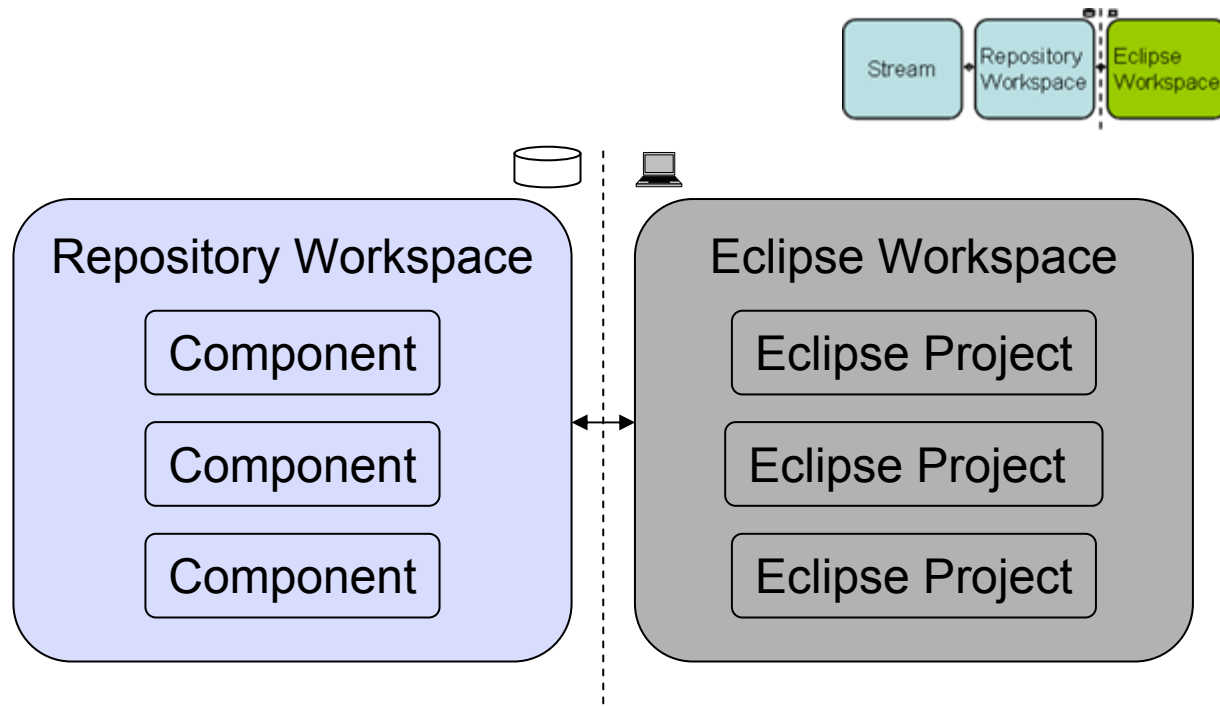 Stream
Repository
Workspace
Eclipse
Workspace
Repository Workspace
Component
Component
Component
Eclipse Workspace
Eclipse Project
Eclipse Project
Eclipse Project